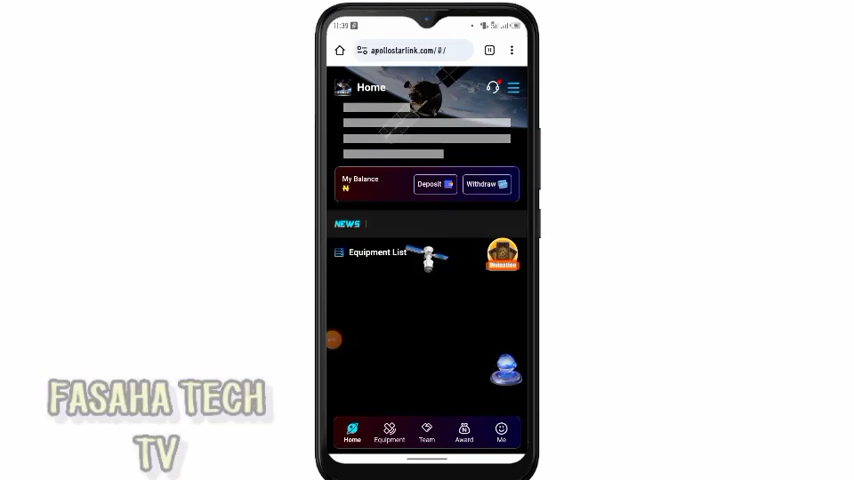 11:39
apollostarlink.com/#/
Home
My Balance
₦
Deposit
Withdraw
NEWS
Equipment List
Home
Equipment
Team
Award
Me
FASAHA TECH
TV